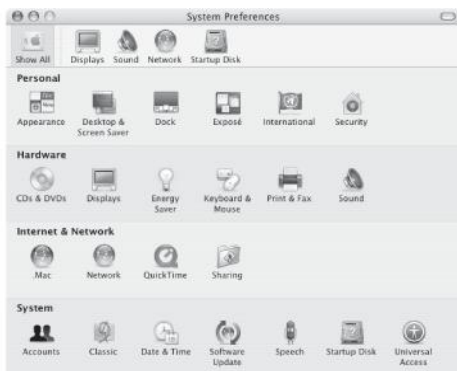 System Preferences
Show All Displays Sound Network Startup Disk
Personal
Appearance Desktop & Screen Saver Dock Exposé International Security
Hardware
CDs & DVDs Displays Energy Saver Keyboard & Mouse Print & Fax Sound
Internet & Network
.Mac Network QuickTime Sharing
System
Accounts Classic Date & Time Software Update Speech Startup Disk Universal Access